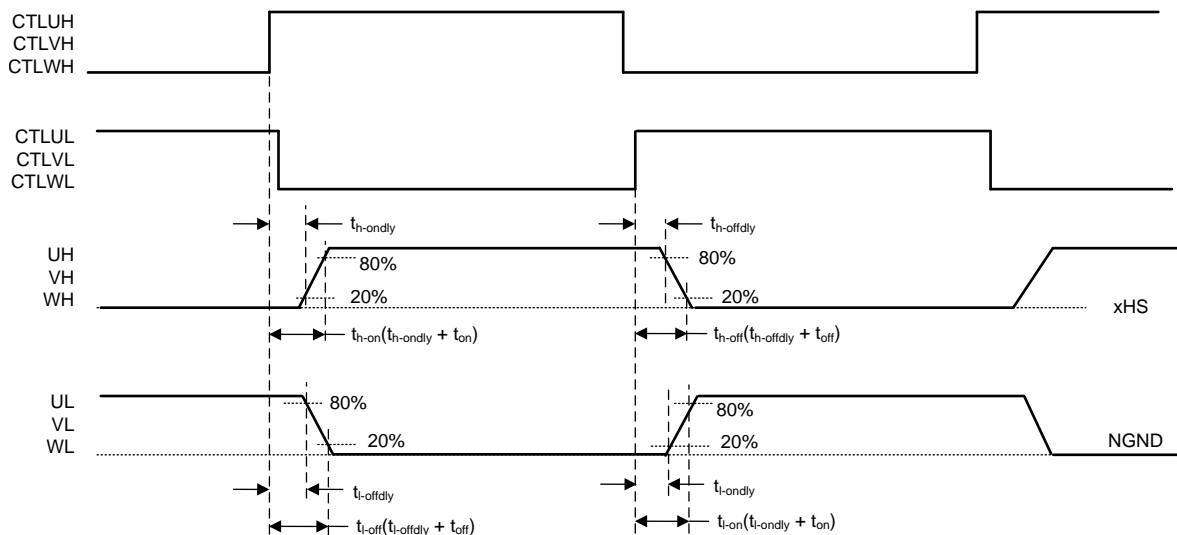 CTLUH
CTLVH
CTLWH
CTLUL
CTLVL
CTLWL
th-ondly
th-offdly
UH
VH
WH
80%
20%
80%
20%
xHS
th-on(th-ondly + ton)
th-off(th-offdly + toff)
UL
VL
WL
80%
20%
80%
20%
NGND
tl-offdly
tl-ondly
tl-off(tl-offdly + toff)
tl-on(tl-ondly + ton)